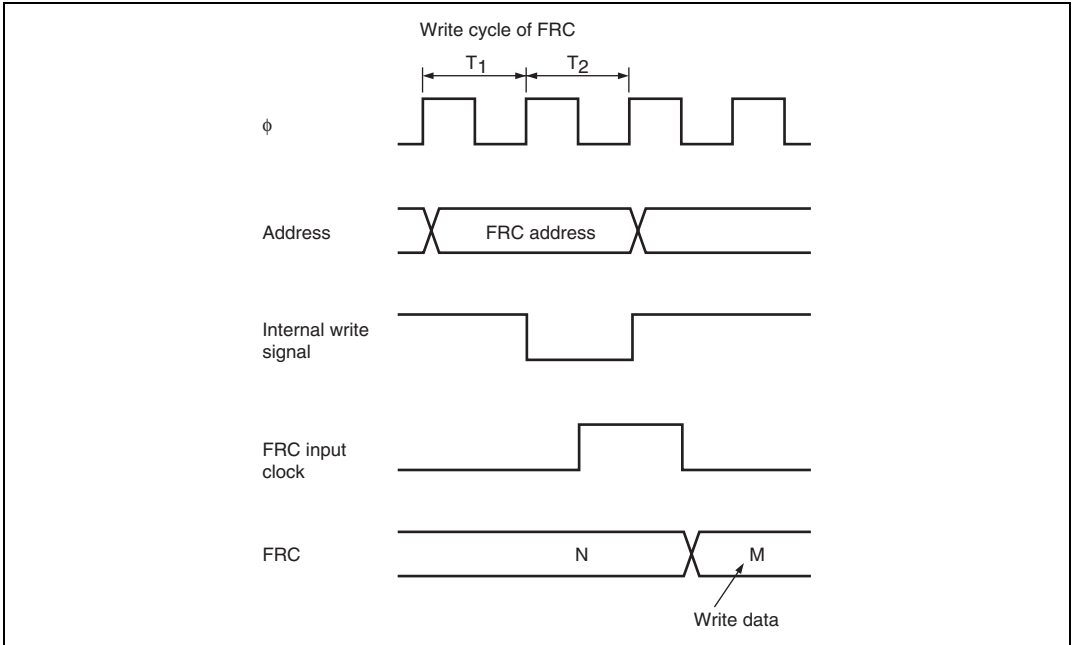 Write cycle of FRC
T1 T2
φ
Address
FRC address
Internal write
signal
FRC input
clock
FRC
N
M
Write data